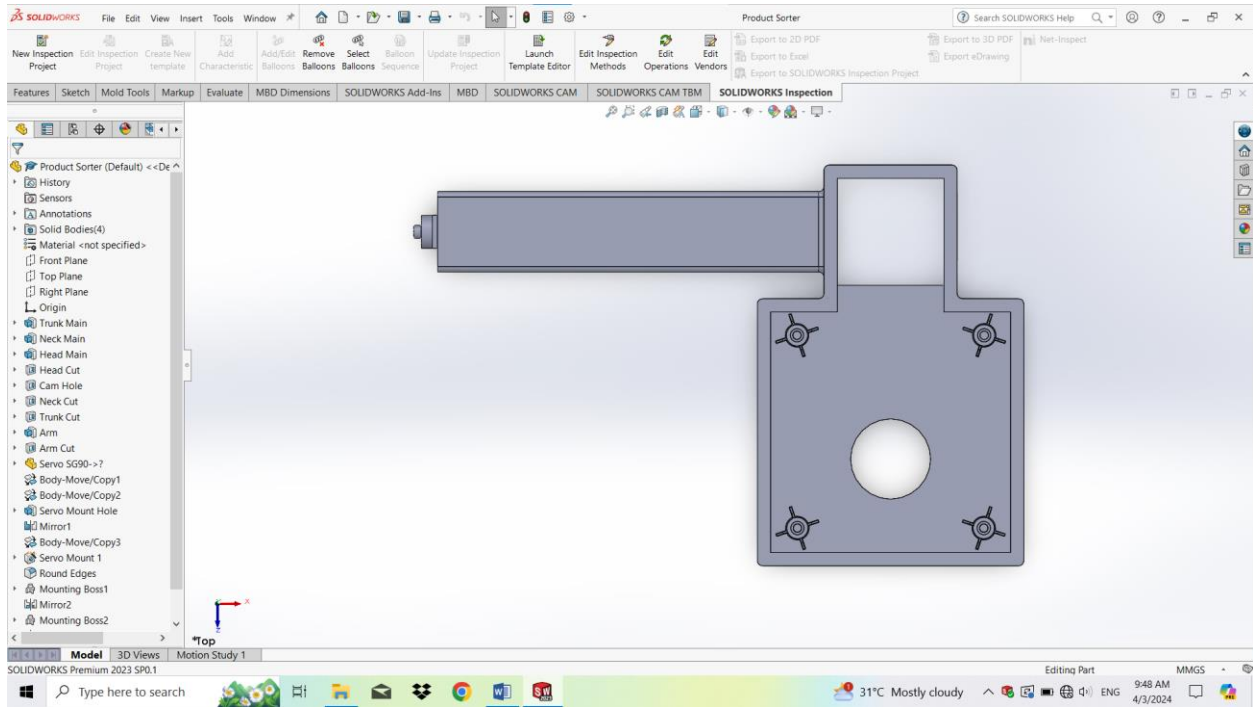 SOLIDWORKS File Edit View Insert Tools Window Product Sorter Search SOLIDWORKS Help
New Inspection Project
Edit Inspection Project
Create New template
Add Characteristic
Add/Edit Balloons
Remove Balloons
Select Balloons
Balloon Sequence
Update Inspection Project
Launch Template Editor
Edit Inspection Methods
Edit Operations
Edit Vendors
Export to 2D PDF
Export to Excel
Export to SOLIDWORKS Inspection Project
Export to 3D PDF
Export eDrawing
Net-Inspect
Features Sketch Mold Tools Markup Evaluate MBD Dimensions SOLIDWORKS Add-Ins MBD SOLIDWORKS CAM SOLIDWORKS CAM TBM SOLIDWORKS Inspection
Product Sorter (Default) <<De
History
Sensors
Annotations
Solid Bodies(4)
Material <not specified>
Front Plane
Top Plane
Right Plane
Origin
Trunk Main
Neck Main
Head Main
Head Cut
Cam Hole
Neck Cut
Trunk Cut
Arm
Arm Cut
Servo SG90->?
Body-Move/Copy1
Body-Move/Copy2
Servo Mount Hole
Mirror1
Body-Move/Copy3
Servo Mount 1
Round Edges
Mounting Boss1
Mirror2
Mounting Boss2
X
Z
*Top
Model 3D Views Motion Study 1
SOLIDWORKS Premium 2023 SP0.1 Editing Part MMGS
Type here to search 31°C Mostly cloudy ENG 9:48 AM
4/3/2024